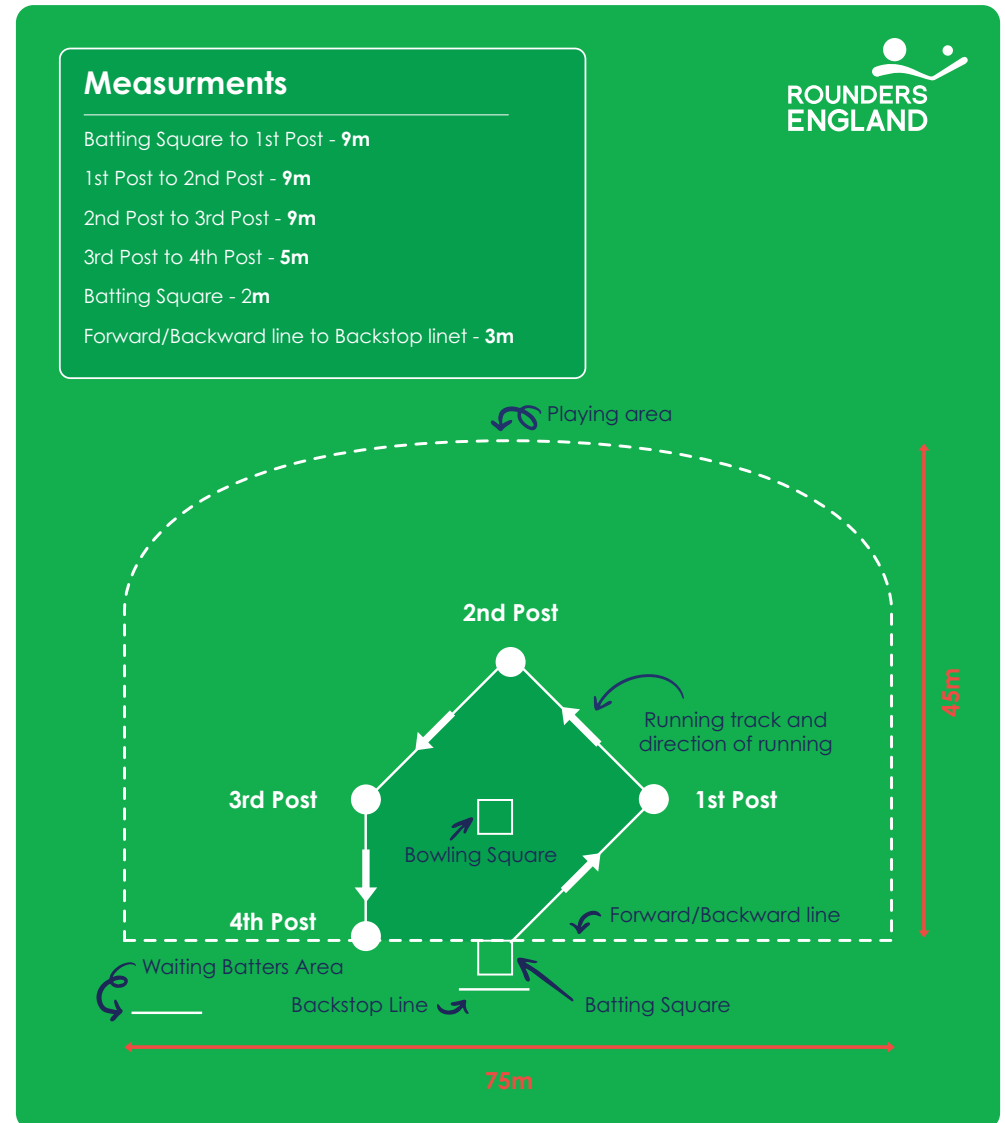 Measurments
ROUNDERS
ENGLAND
Batting Square to 1st Post - 9m
1st Post to 2nd Post - 9m
2nd Post to 3rd Post - 9m
3rd Post to 4th Post - 5m
Batting Square - 2m
Forward/Backward line to Backstop linet - 3m
Playing area
2nd Post
45m
Running track and
direction of running
3rd Post
1st Post
Bowling Square
4th Post
Forward/Backward line
Waiting Batters Area
Backstop Line
Batting Square
75m